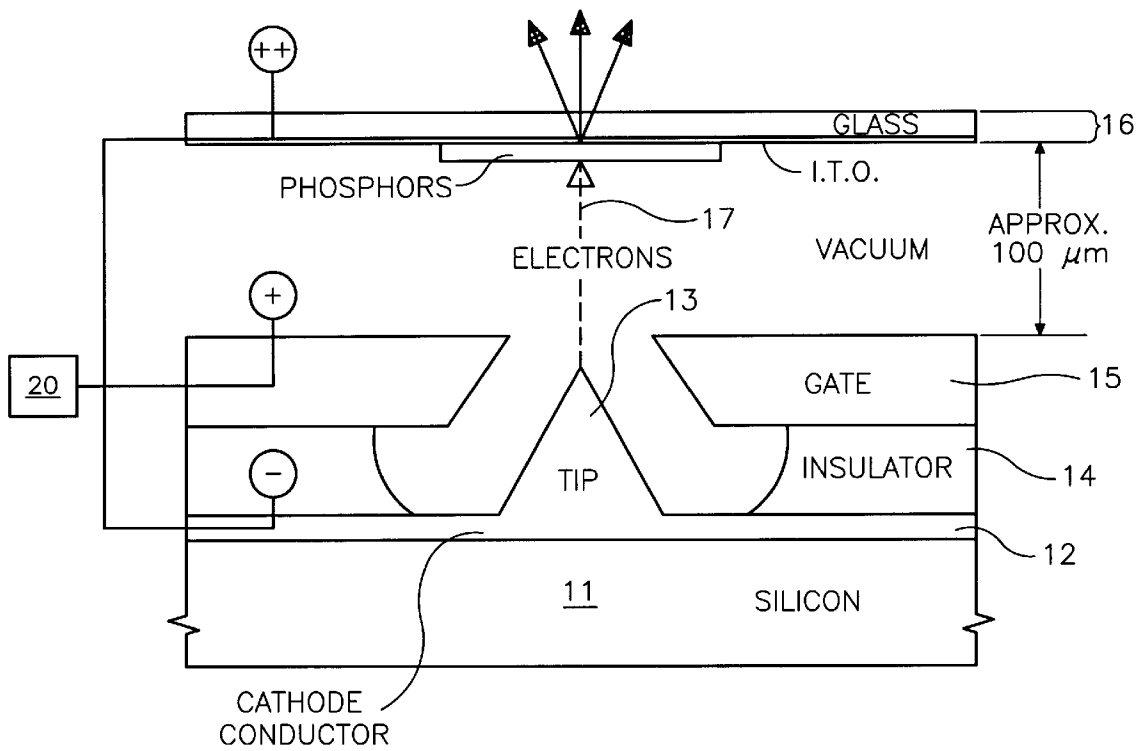 ++
GLASS
16
PHOSPHORS
I.T.O.
17
ELECTRONS
VACUUM
APPROX.
100 μm
+
13
20
GATE
15
−
TIP
INSULATOR
14
12
11
SILICON
CATHODE
CONDUCTOR